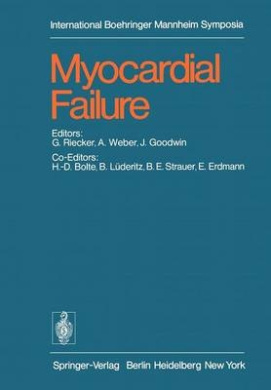 International Boehringer Mannheim Symposia
Myocardial
Failure
Editors:
G. Riecker, A. Weber, J. Goodwin
Co-Editors:
H.-D. Bolte, B. Lüderitz, B. E. Strauer, E. Erdmann
Springer-Verlag Berlin Heidelberg New York